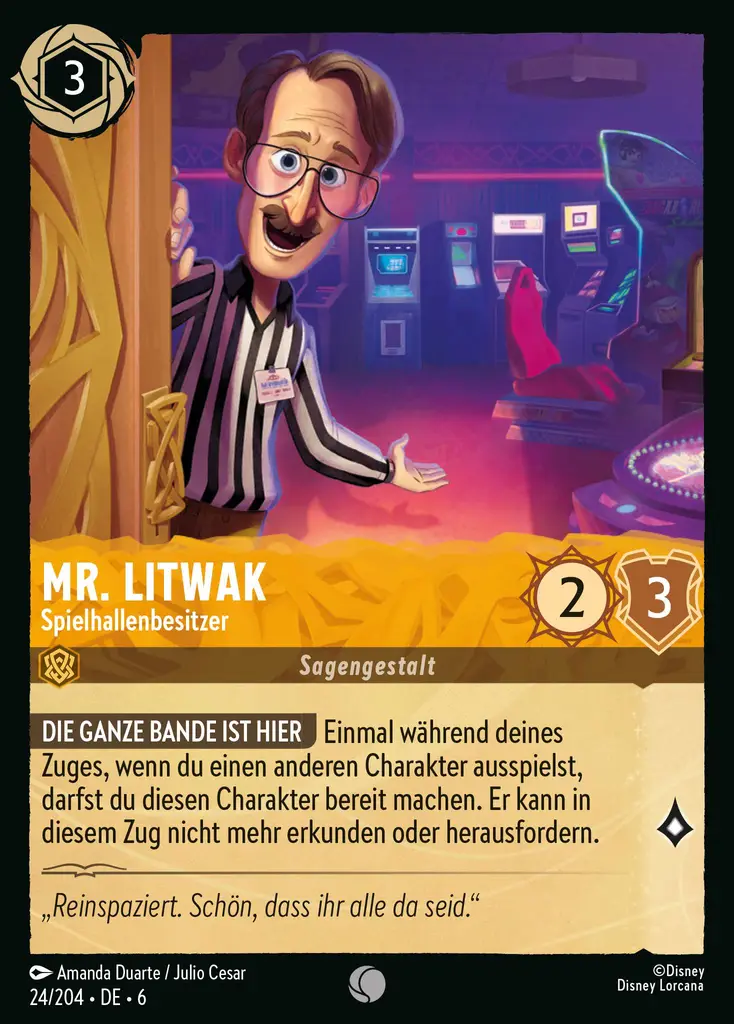 3
MR. LITWAK
Spielhallenbesitzer
2
3
Sagengestalt
DIE GANZE BANDE IST HIER Einmal während deines
Zuges, wenn du einen anderen Charakter ausspielst,
darfst du diesen Charakter bereit machen. Er kann in
diesem Zug nicht mehr erkunden oder herausfordern.
„Reinspaziert. Schön, dass ihr alle da seid.“
Amanda Duarte / Julio Cesar
©Disney
24/204 • DE • 6
Disney Lorcana